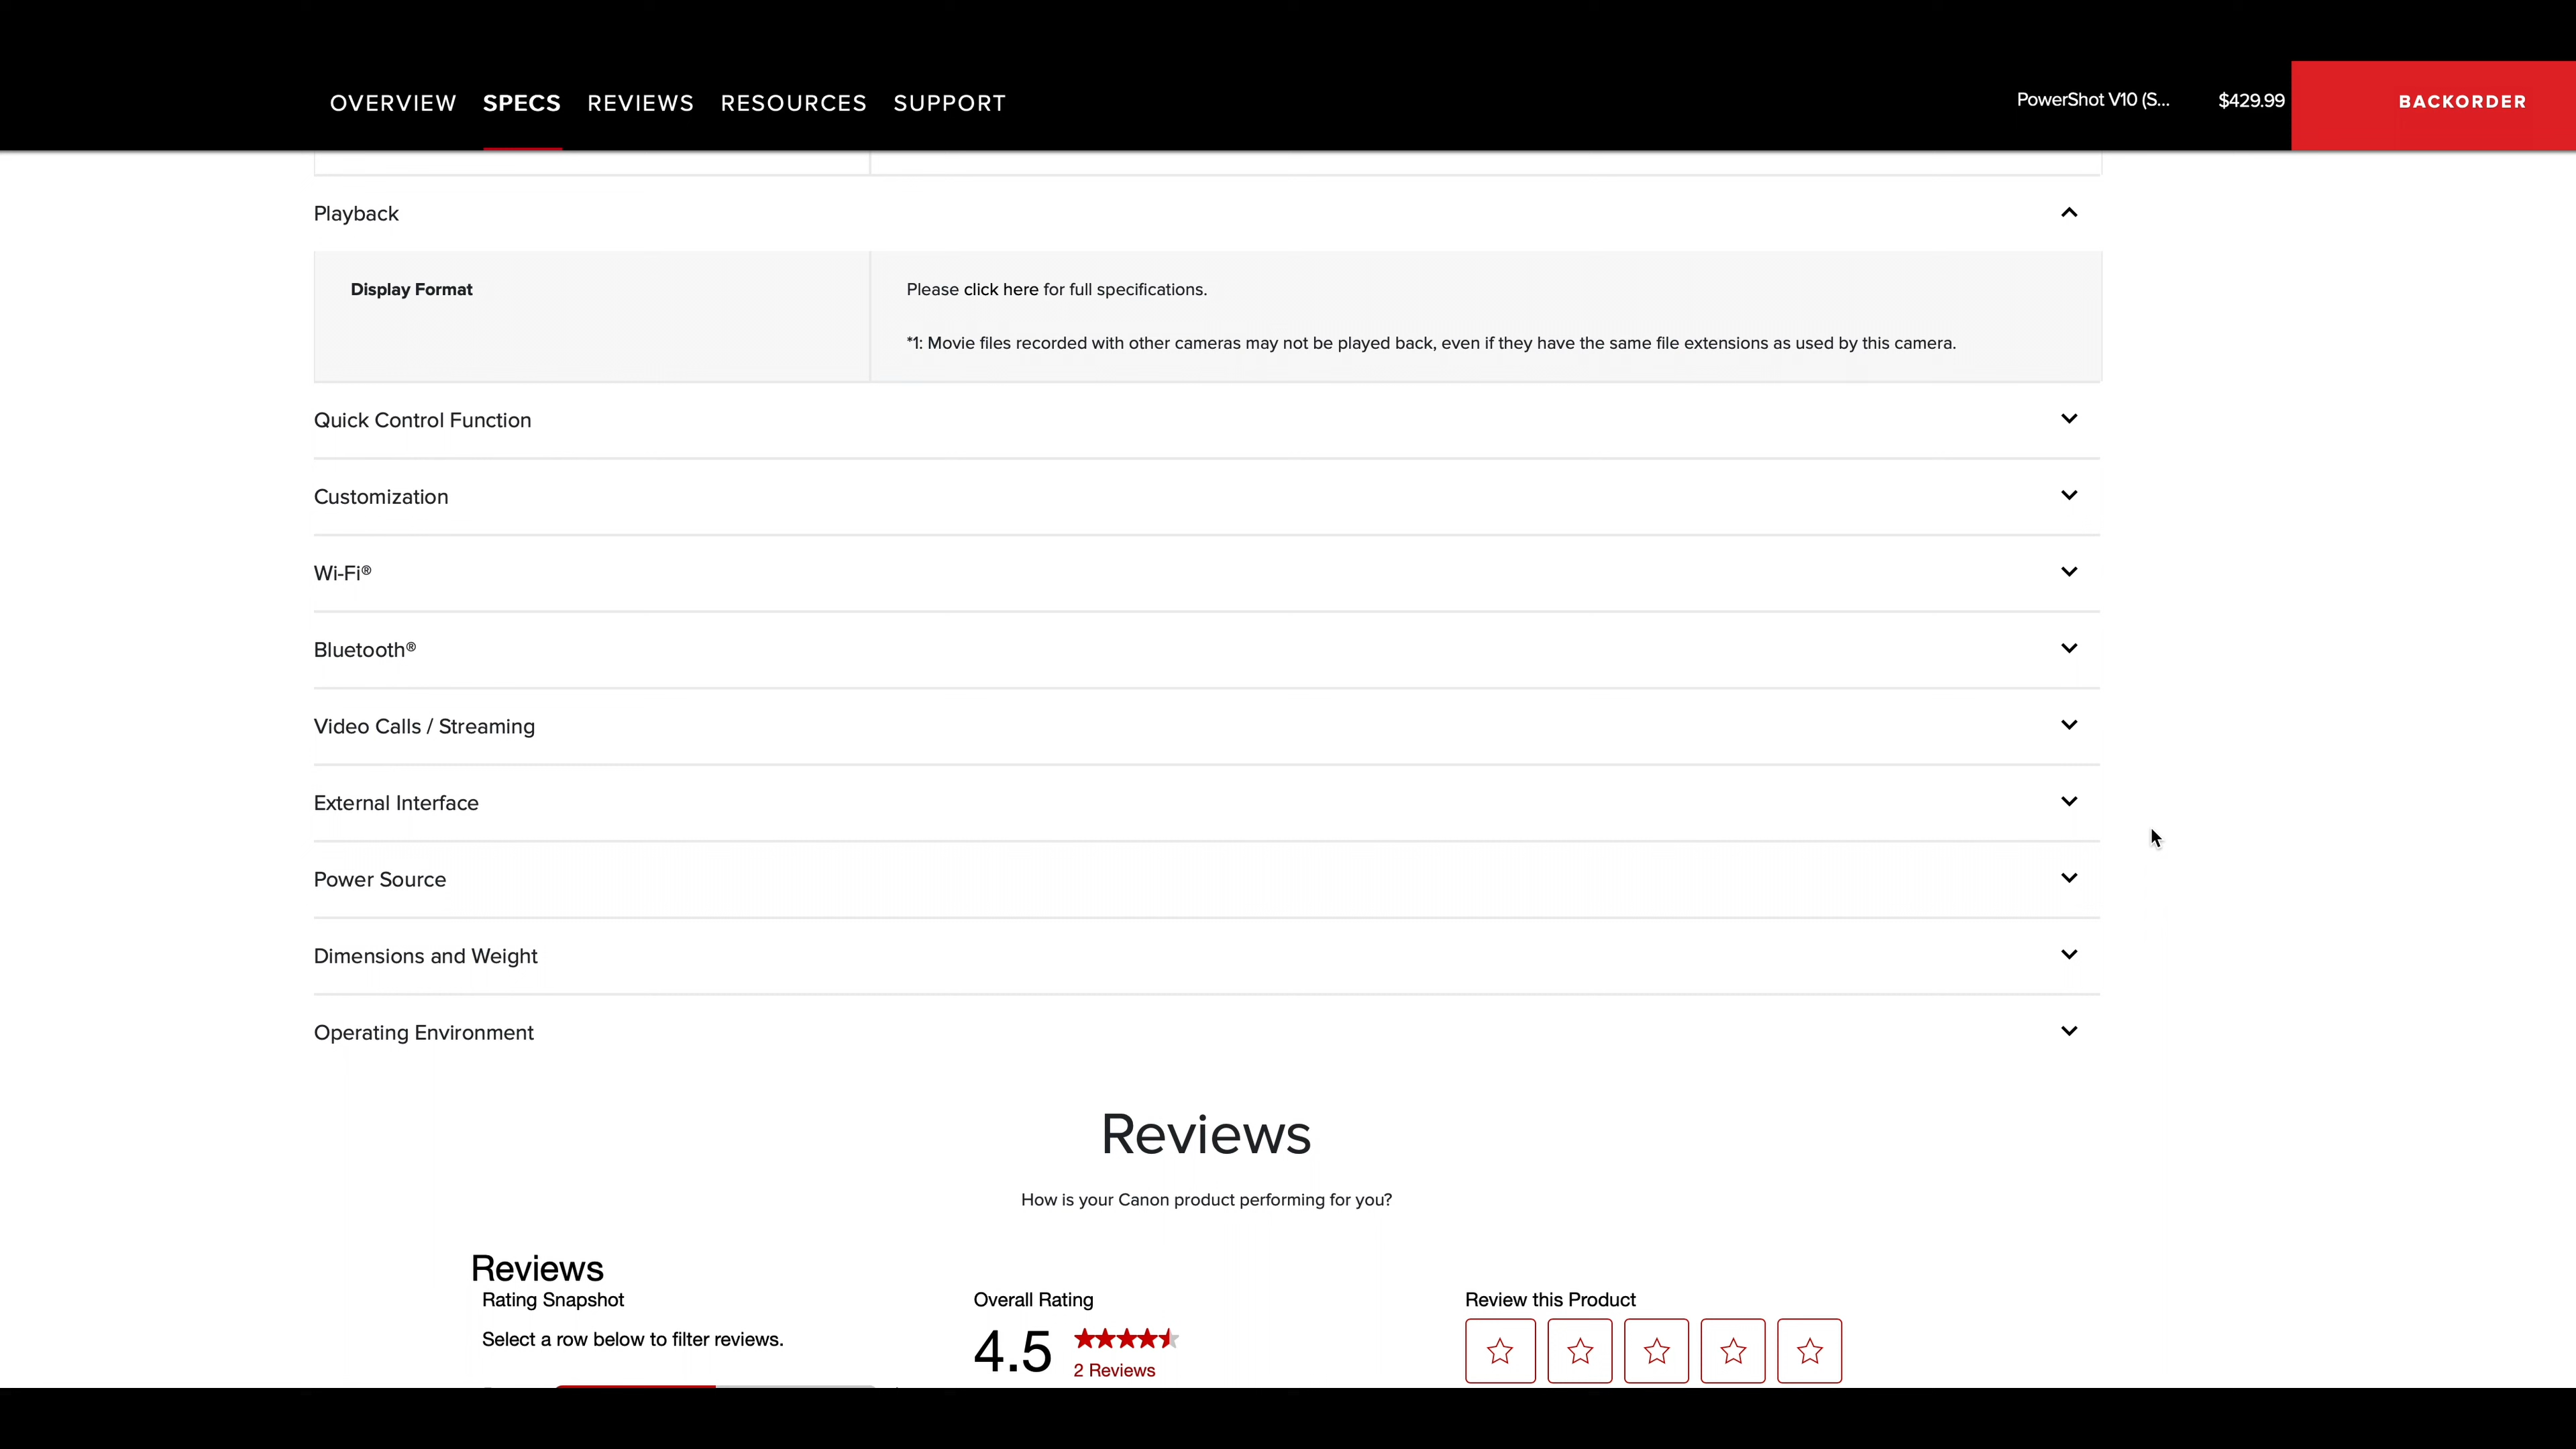 OVERVIEW SPECS REVIEWS RESOURCES SUPPORT PowerShot V10 (S... $429.99 BACKORDER
Playback
Display Format
Please click here for full specifications.
*1: Movie files recorded with other cameras may not be played back, even if they have the same file extensions as used by this camera.
Quick Control Function
Customization
Wi-Fi®
Bluetooth®
Video Calls / Streaming
External Interface
Power Source
Dimensions and Weight
Operating Environment
Reviews
How is your Canon product performing for you?
Reviews
Rating Snapshot
Select a row below to filter reviews.
Overall Rating
4.5
2 Reviews
Review this Product